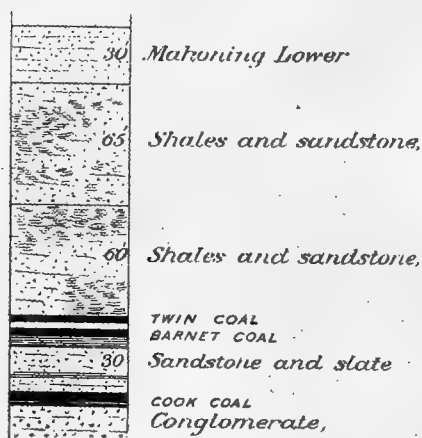 30 Mahoning Lower
65 Shales and sandstone,
60 Shales and sandstone,
TWIN COAL
BARNET COAL
30 Sandstone and slate
COOK COAL
Conglomerate,